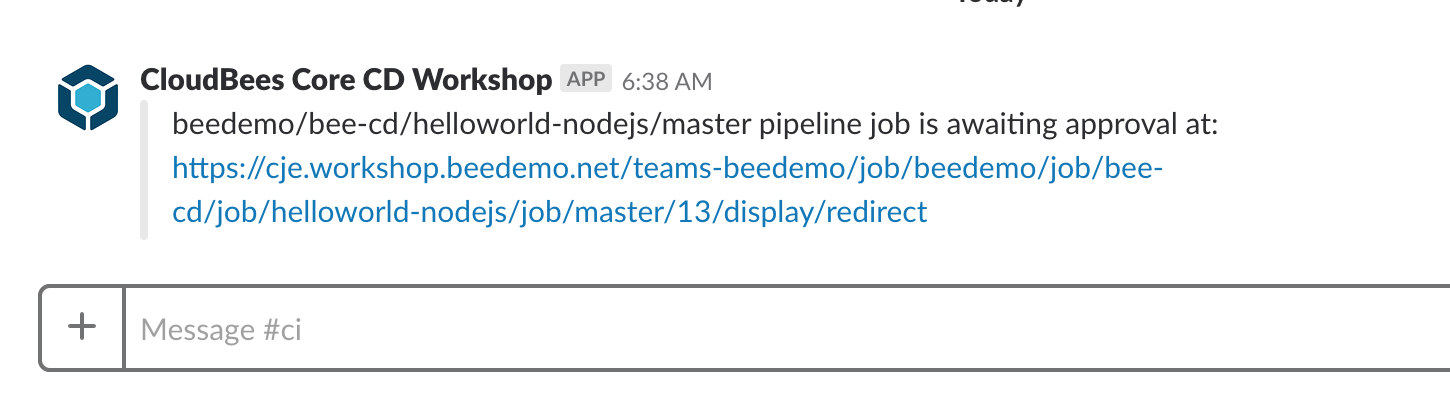 Today
CloudBees Core CD Workshop APP 6:38 AM
beedemo/bee-cd/helloworld-nodejs/master pipeline job is awaiting approval at:
https://cje.workshop.beedemo.net/teams-beedemo/job/beedemo/job/bee-
cd/job/helloworld-nodejs/job/master/13/display/redirect
Message #ci